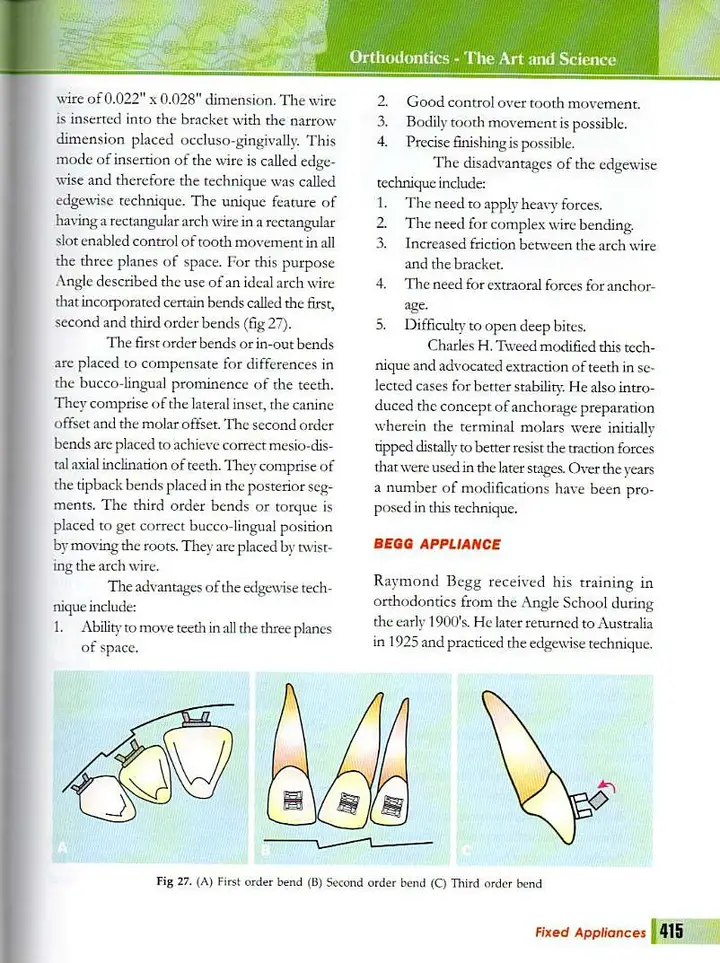 Orthodontics - The Art and Science
wire of 0.022" x 0.028" dimension. The wire
is inserted into the bracket with the narrow
dimension placed occluso-gingivally. This
mode of insertion of the wire is called edge-
wise and therefore the technique was called
edgewise technique. The unique feature of
having a rectangular arch wire in a rectangular
slot enabled control of tooth movement in all
the three planes of space. For this purpose
Angle described the use of an ideal arch wire
that incorporated certain bends called the first,
second and third order bends (fig 27).
The first order bends or in-out bends
are placed to compensate for differences in
the bucco-lingual prominence of the teeth.
They comprise of the lateral inset, the canine
offset and the molar offset. The second order
bends are placed to achieve correct mesio-dis-
tal axial inclination of teeth. They comprise of
the tipback bends placed in the posterior seg-
ments. The third order bends or torque is
placed to get correct bucco-lingual position
by moving the roots. They are placed by twist-
ing the arch wire.
The advantages of the edgewise tech-
nique include:
1. Ability to move teeth in all the three planes
of space.
2. Good control over tooth movement.
3. Bodily tooth movement is possible.
4. Precise finishing is possible.
The disadvantages of the edgewise
technique include:
1. The need to apply heavy forces.
2. The need for complex wire bending.
3. Increased friction between the arch wire
and the bracket.
4. The need for extraoral forces for anchor-
age.
5. Difficulty to open deep bites.
Charles H. Tweed modified this tech-
nique and advocated extraction of teeth in se-
lected cases for better stability. He also intro-
duced the concept of anchorage preparation
wherein the terminal molars were initially
tipped distally to better resist the traction forces
that were used in the later stages. Over the years
a number of modifications have been pro-
posed in this technique.
BEGG APPLIANCE
Raymond Begg received his training in
orthodontics from the Angle School during
the early 1900's. He later returned to Australia
in 1925 and practiced the edgewise technique.
A
B
C
Fig 27. (A) First order bend (B) Second order bend (C) Third order bend
Fixed Appliances 415